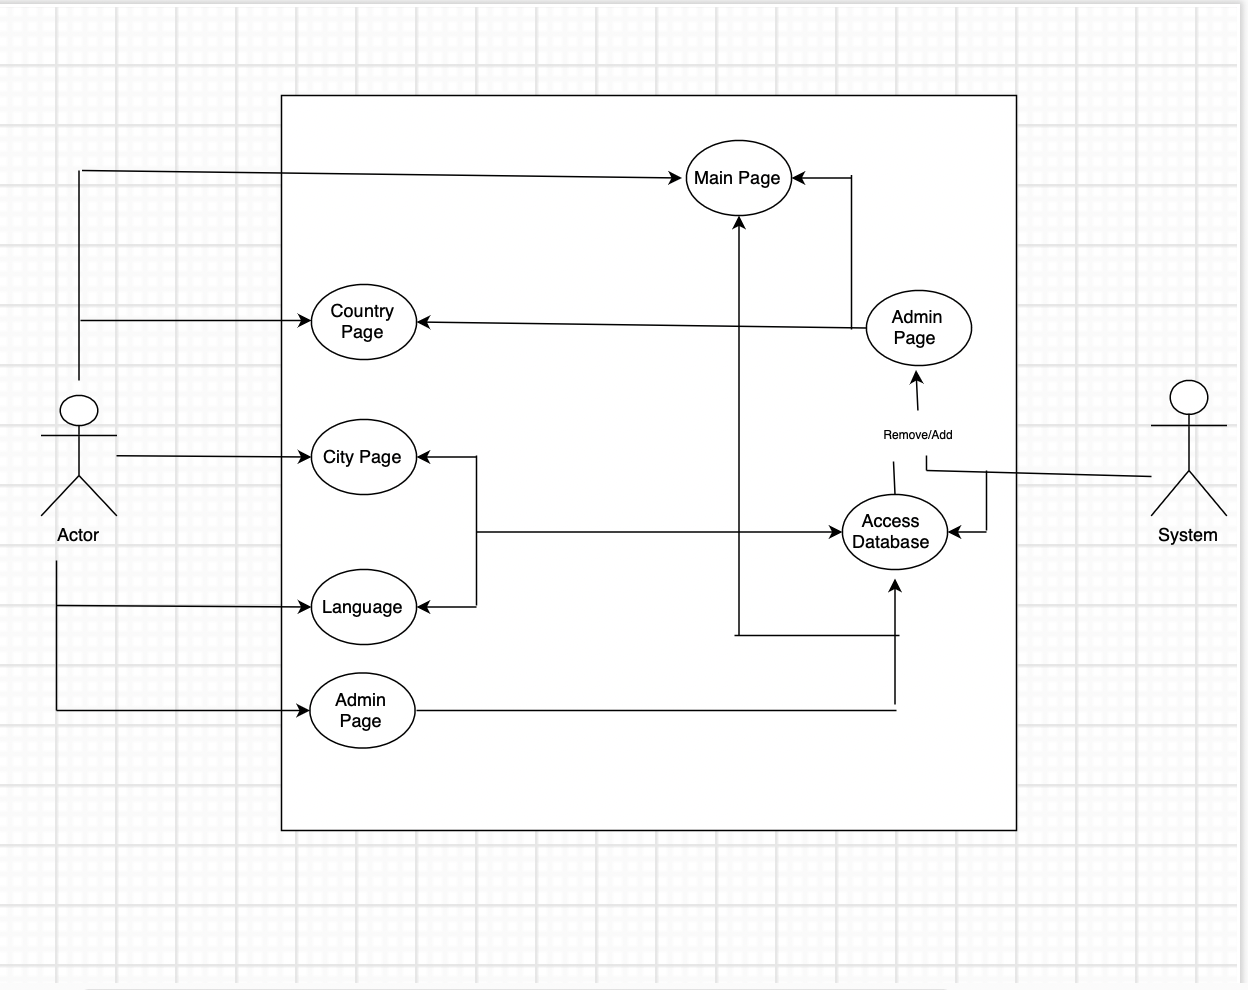 Main Page
Country
Page
Admin
Page
Remove/Add
City Page
Access
Database
Actor
System
Language
Admin
Page